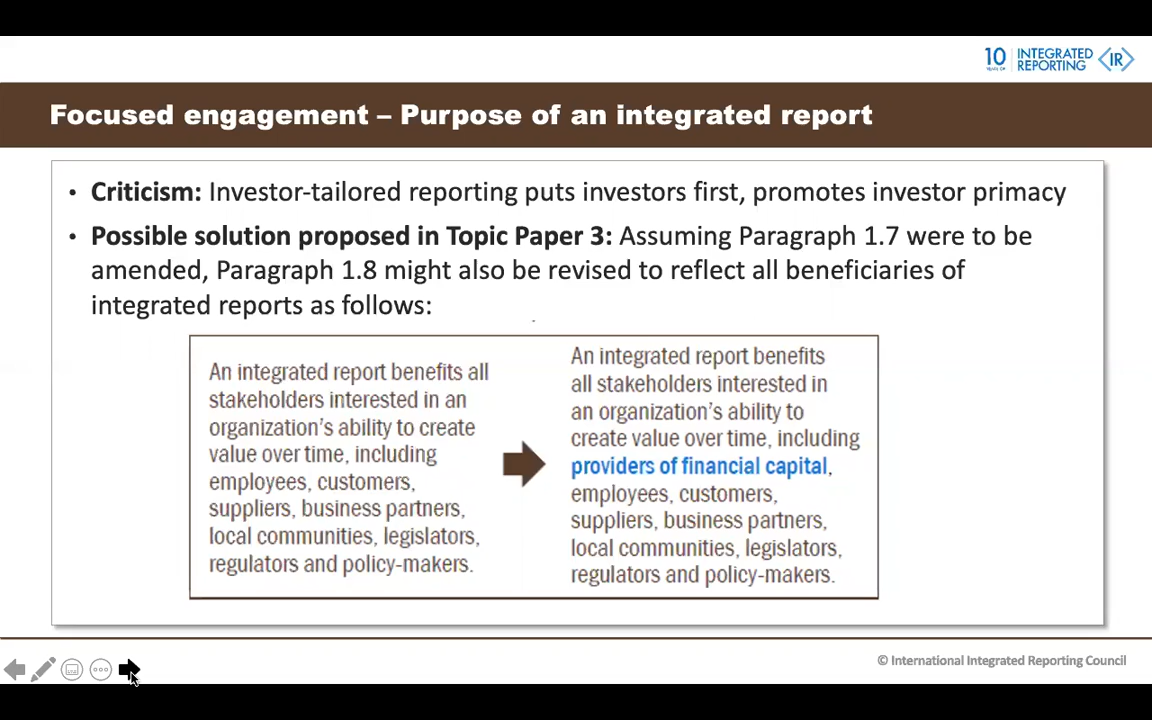 10 INTEGRATED
YEARS OF REPORTING <IR>
Focused engagement – Purpose of an integrated report
• Criticism: Investor-tailored reporting puts investors first, promotes investor primacy
• Possible solution proposed in Topic Paper 3: Assuming Paragraph 1.7 were to be
amended, Paragraph 1.8 might also be revised to reflect all beneficiaries of
integrated reports as follows:
An integrated report benefits all
stakeholders interested in an
organization's ability to create
value over time, including
employees, customers,
suppliers, business partners,
local communities, legislators,
regulators and policy-makers.
An integrated report benefits
all stakeholders interested in
an organization's ability to
create value over time, including
providers of financial capital,
employees, customers,
suppliers, business partners,
local communities, legislators,
regulators and policy-makers.
© International Integrated Reporting Council